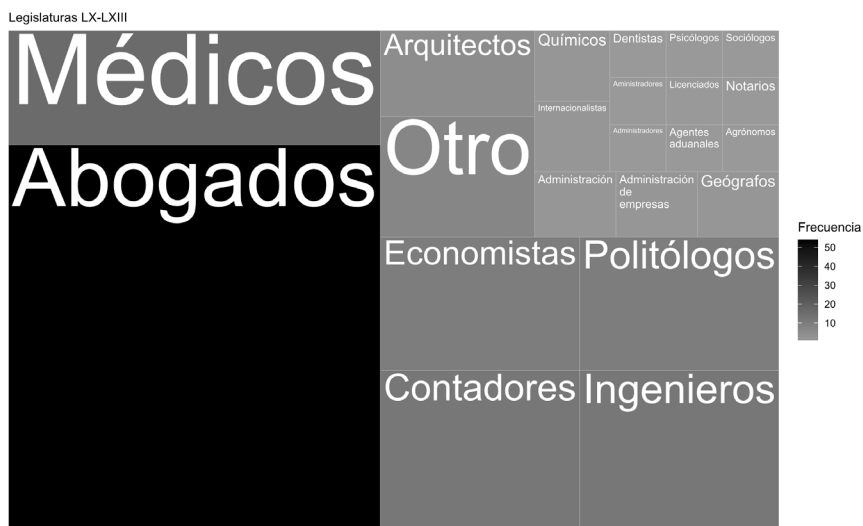 Legislaturas LX-LXIII
Médicos
Abogados
Arquitectos
Otro
Químicos
Dentistas
Psicólogos
Sociólogos
Internacionalistas
Aministradores
Licenciados
Notarios
Administradores
Agentes
aduanales
Agrónomos
Administración
Administración
de
empresas
Geógrafos
Economistas
Politólogos
Contadores
Ingenieros
Frecuencia
50
40
30
20
10